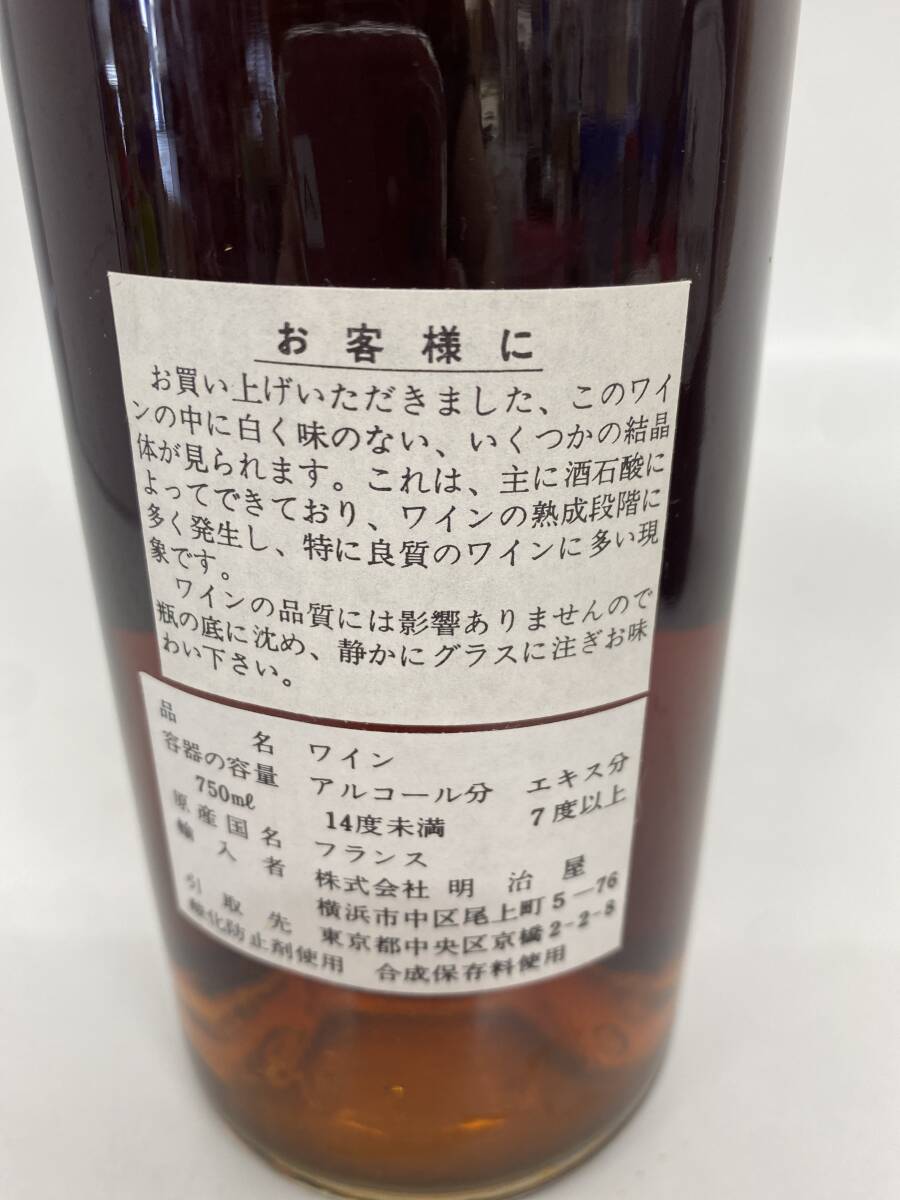 お客様に
お買い上げいただきました、このワイ
ンの中に白く味のない、いくつかの結晶
体が見られます。これは、主に酒石酸に
よってできており、ワインの熟成段階に
多く発生し、特に良質のワインに多い現
象です。
ワインの品質には影響ありませんので
瓶の底に沈め、静かにグラスに注ぎお味
わい下さい。
品名 ワイン
容器の容量 アルコール分 エキス分
750ml 14度未満 7度以上
原産国名 フランス
輸入者 株式会社 明治屋
横浜市中区尾上町5-76
引取先 東京都中央区京橋2-2-8
酸化防止剤使用 合成保存料使用